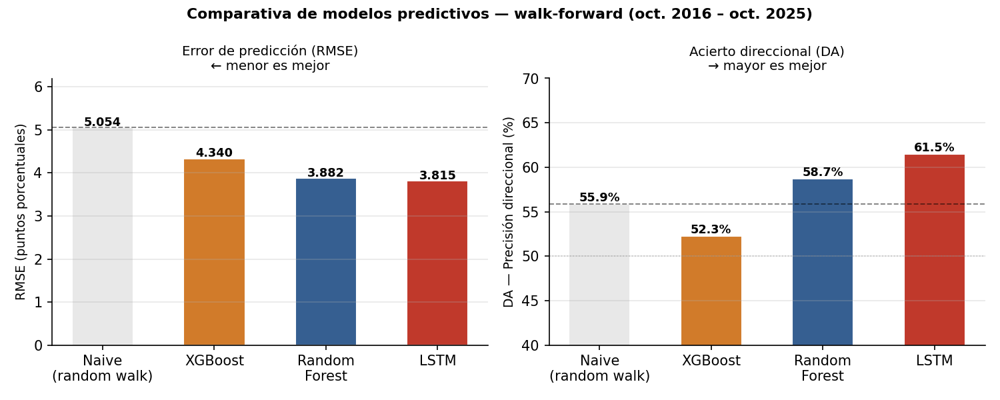 Comparativa de modelos predictivos — walk-forward (oct. 2016 – oct. 2025)
Error de predicción (RMSE)
← menor es mejor
RMSE (puntos porcentuales)
6
5
4
3
2
1
0
5.054
4.340
3.882
3.815
Naive
(random walk)
XGBoost
Random
Forest
LSTM
Acierto direccional (DA)
→ mayor es mejor
DA — Precisión direccional (%)
70
65
60
55
50
45
40
55.9%
52.3%
58.7%
61.5%
Naive
(random walk)
XGBoost
Random
Forest
LSTM